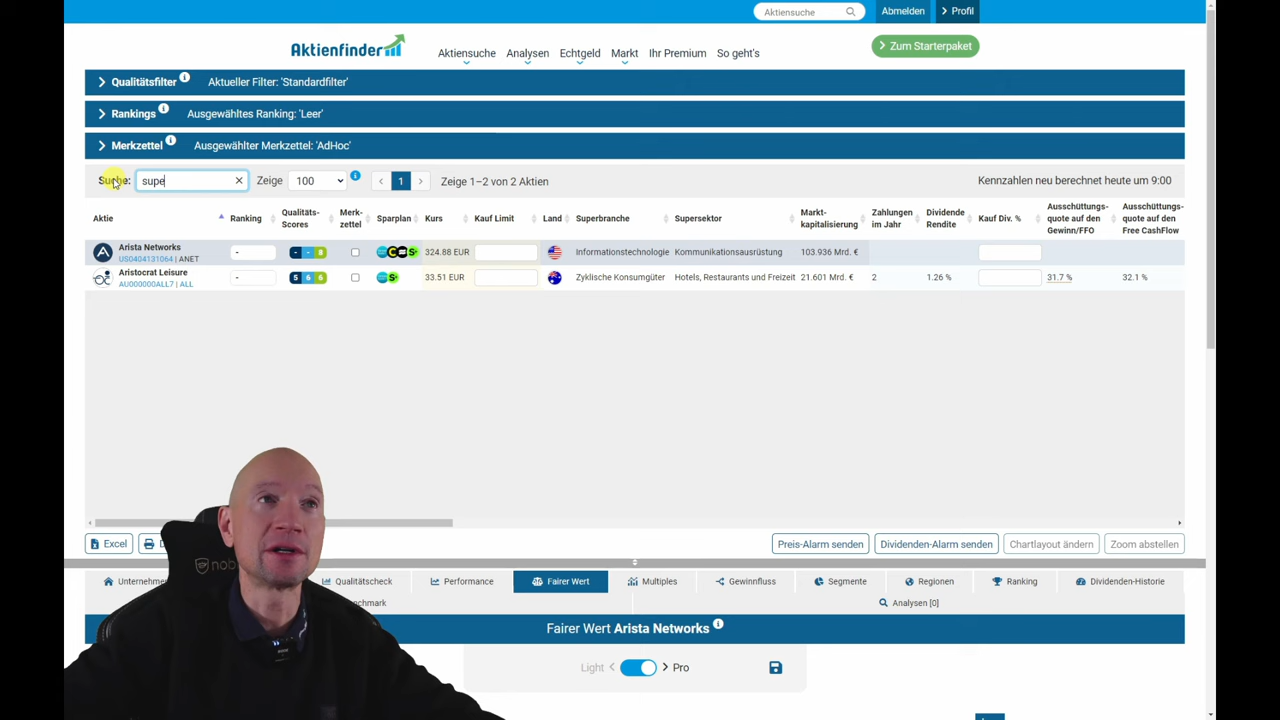 Aktiensuche
Abmelden
Profil
Aktienfinder
Aktiensuche Analysen Echtgeld Markt Ihr Premium So geht's
Zum Starterpaket
Qualitätsfilter Aktueller Filter: 'Standardfilter'
Rankings Ausgewähltes Ranking: 'Leer'
Merkzettel Ausgewählter Merkzettel: 'AdHoc'
Suche: supe Zeige 100 1 Zeige 1–2 von 2 Aktien Kennzahlen neu berechnet heute um 9:00
Aktie Ranking Qualitäts-Scores Merk-zettel Sparplan Kurs Kauf Limit Land Superbranche Supersektor Markt-kapitalisierung Zahlungen im Jahr Dividende Rendite Kauf Div. % Ausschüttungs-quote auf den Gewinn/FFO Ausschüttungs-quote auf den Free CashFlow
Arista Networks
US0404131064 | ANET
- - - 8 324.88 EUR Informationstechnologie Kommunikationsausrüstung 103.936 Mrd. €
Aristocrat Leisure
AU000000ALL7 | ALL
- 5 6 6 33.51 EUR Zyklische Konsumgüter Hotels, Restaurants und Freizeit 21.601 Mrd. € 2 1.26 % 31.7 % 32.1 %
Excel
Preis-Alarm senden Dividenden-Alarm senden Chartlayout ändern Zoom abstellen
Unternehme Qualitätscheck Performance Fairer Wert Multiples Gewinnfluss Segmente Regionen Ranking Dividenden-Historie
nchmark Analysen [0]
Fairer Wert Arista Networks
Light Pro